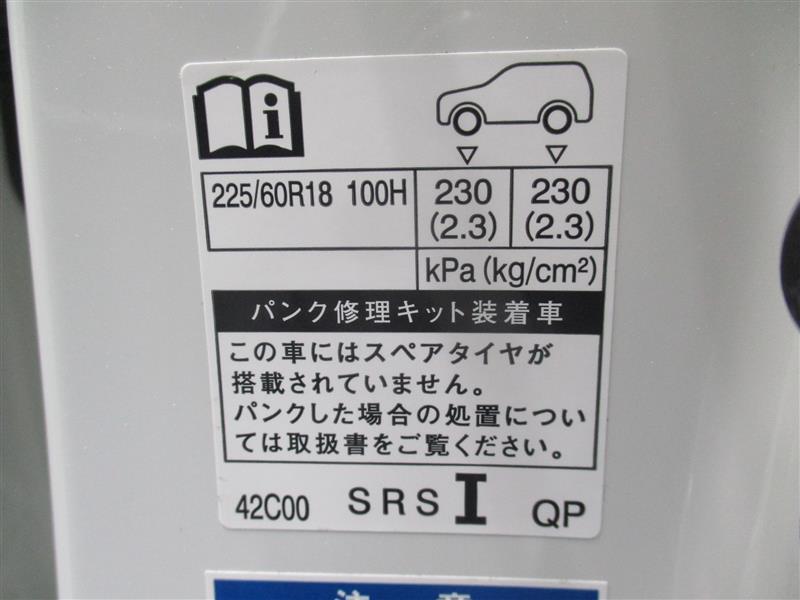 225/60R18 100H 230 230
(2.3) (2.3)
kPa (kg/cm²)
パンク修理キット装着車
この車にはスペアタイヤが
搭載されていません。
パンクした場合の処置につい
ては取扱書をご覧ください。
42C00 SRS I QP
注意